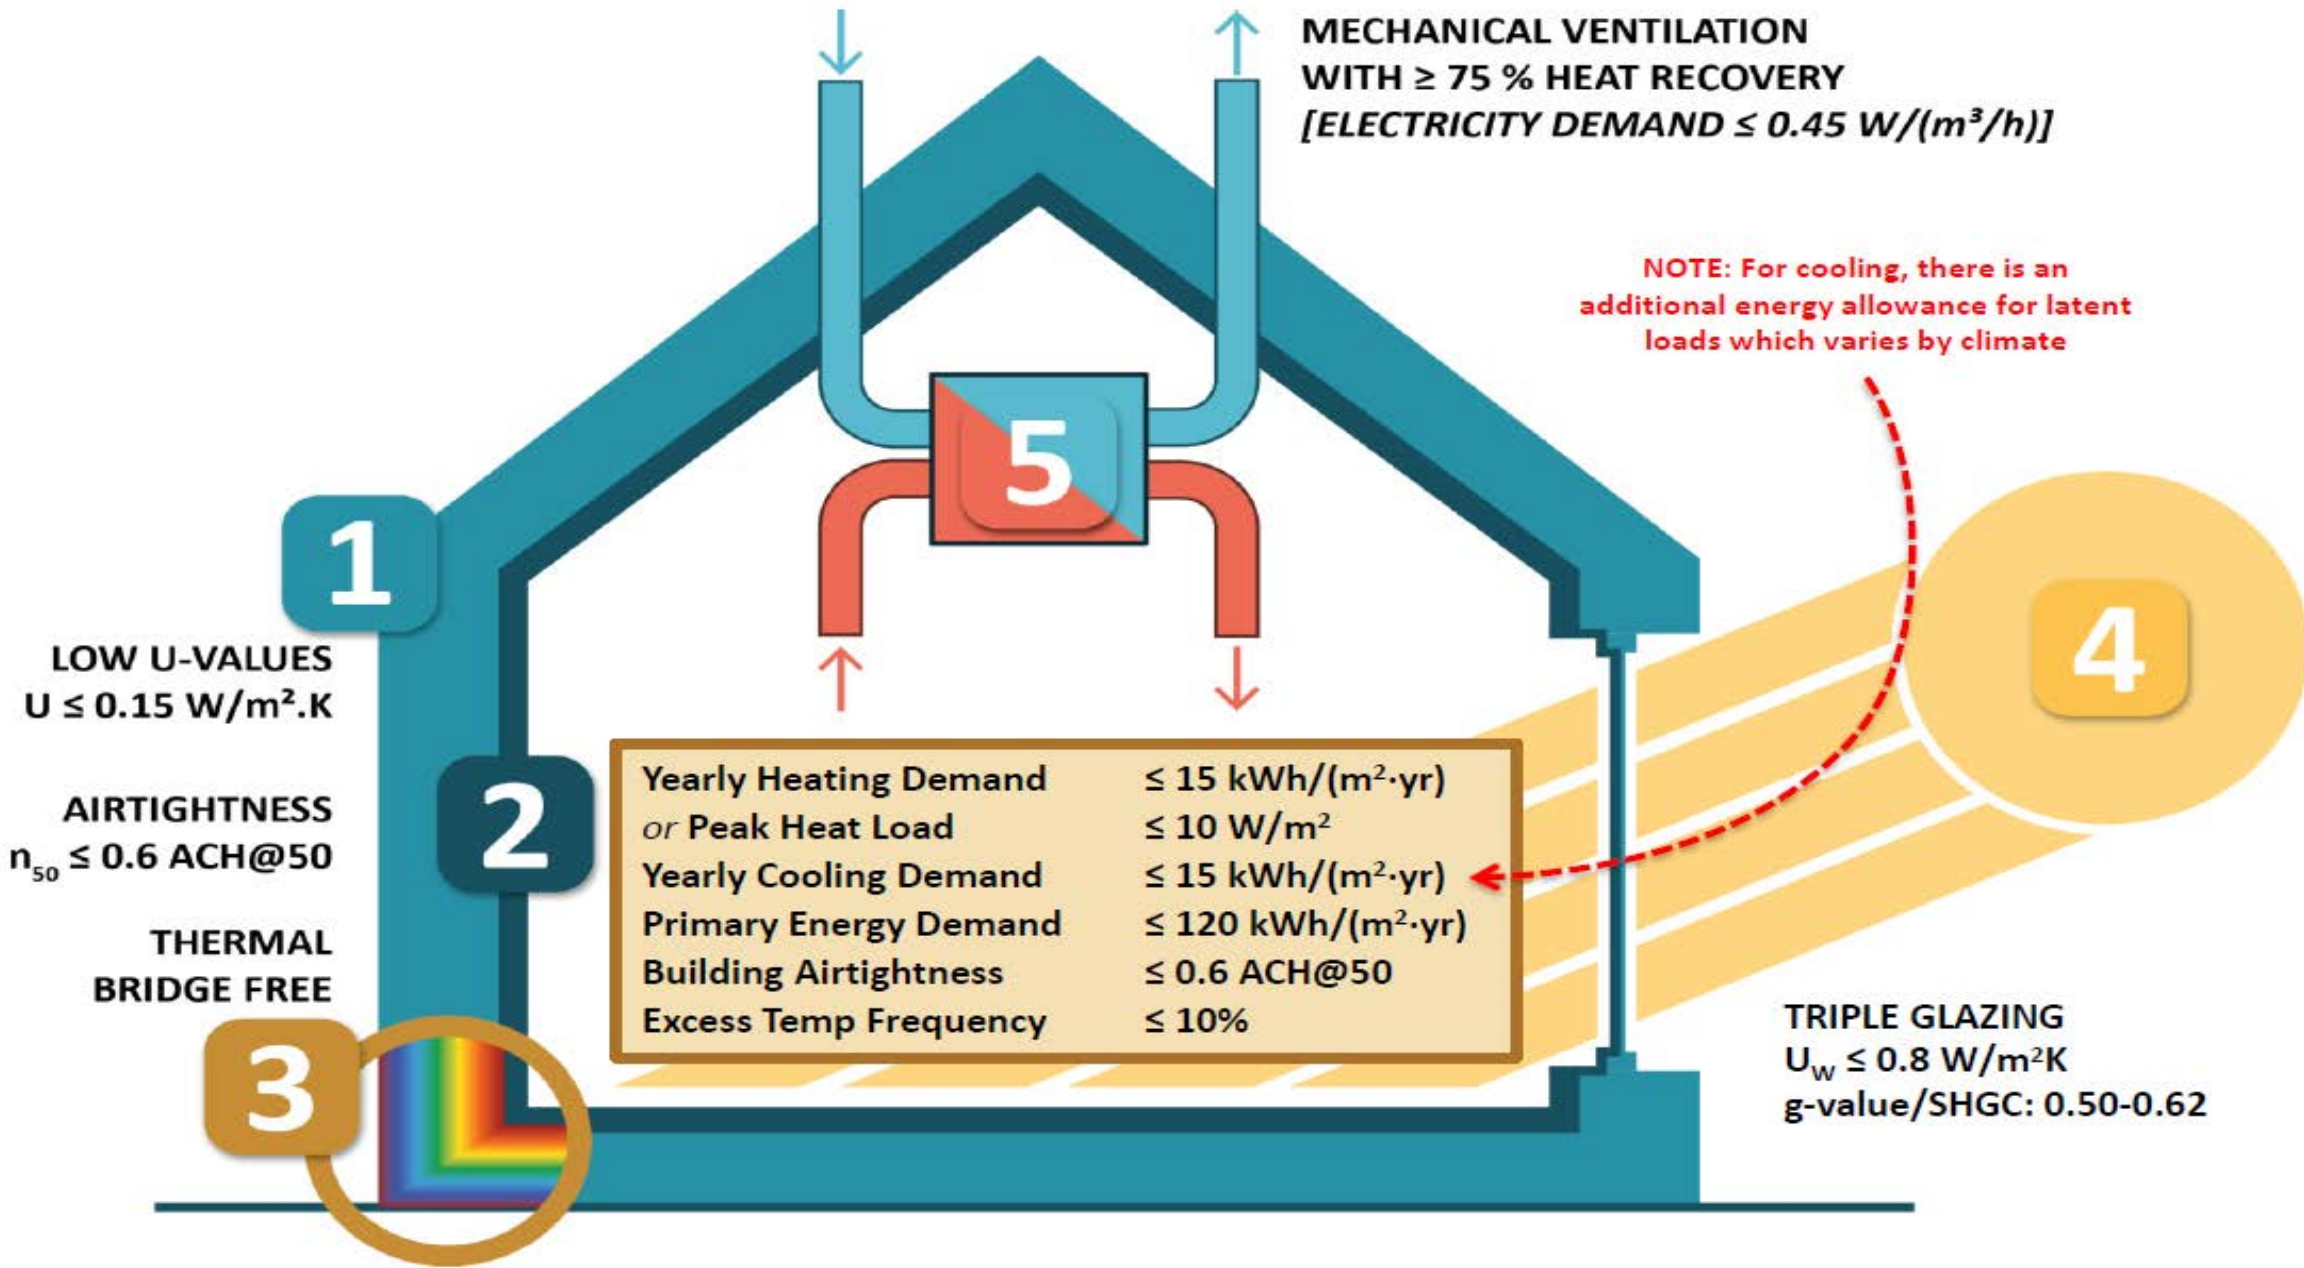 MECHANICAL VENTILATION
WITH ≥ 75 % HEAT RECOVERY
[ELECTRICITY DEMAND ≤ 0.45 W/(m³/h)]
NOTE: For cooling, there is an
additional energy allowance for latent
loads which varies by climate
5
1
LOW U-VALUES
U ≤ 0.15 W/m².K
4
2
AIRTIGHTNESS
n₅₀ ≤ 0.6 ACH@50
THERMAL
BRIDGE FREE
3
Yearly Heating Demand ≤ 15 kWh/(m²·yr)
or Peak Heat Load ≤ 10 W/m²
Yearly Cooling Demand ≤ 15 kWh/(m²·yr)
Primary Energy Demand ≤ 120 kWh/(m²·yr)
Building Airtightness ≤ 0.6 ACH@50
Excess Temp Frequency ≤ 10%
TRIPLE GLAZING
U_W ≤ 0.8 W/m²K
g-value/SHGC: 0.50-0.62